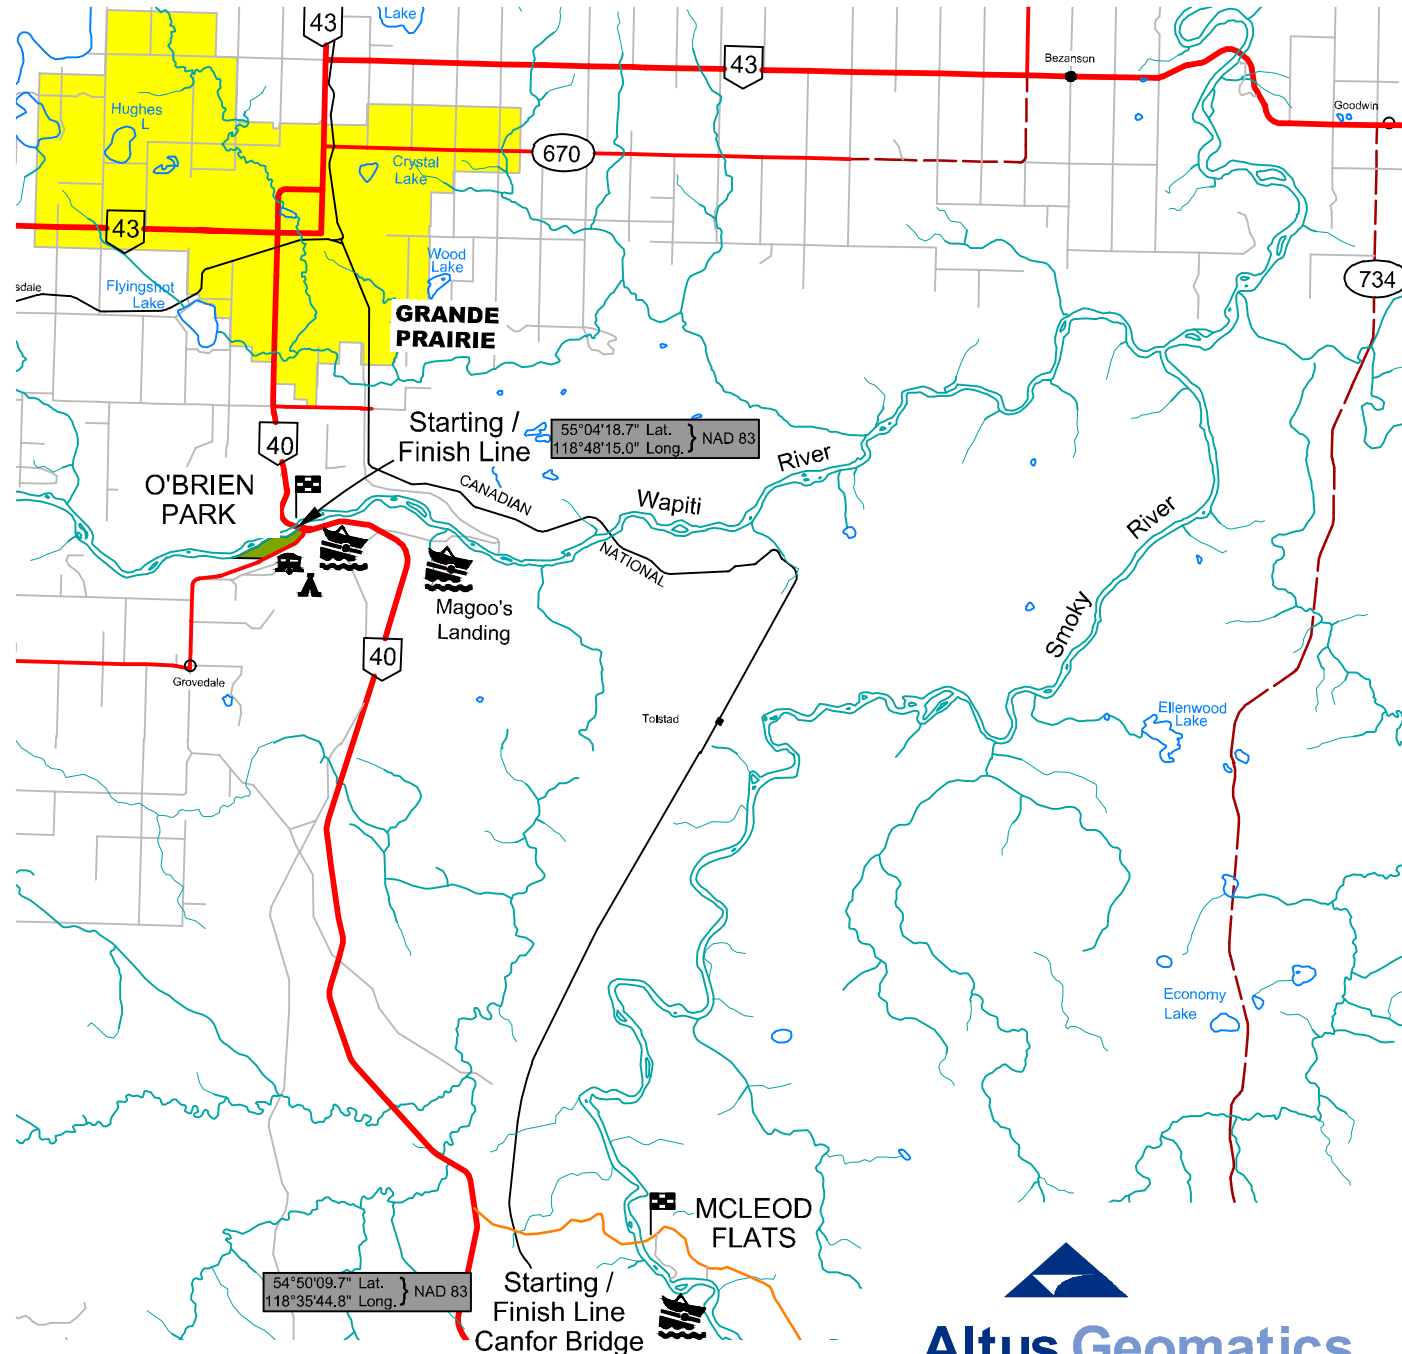 Lake
43
43
Bezanson
Goodwin
Hughes
L
670
Crystal
Lake
43
Wood
Lake
734
sdale
Flyingshot
Lake
GRANDE
PRAIRIE
Starting /
Finish Line
55°04'18.7" Lat.
118°48'15.0" Long.
} NAD 83
40
River
O'BRIEN
PARK
CANADIAN
Wapiti
River
NATIONAL
Magoo's
Landing
Smoky
40
Grovedale
Tolstad
Ellenwood
Lake
Economy
Lake
MCLEOD
FLATS
54°50'09.7" Lat.
118°35'44.8" Long.
} NAD 83
Starting /
Finish Line
Canfor Bridge
Altus Geomatics